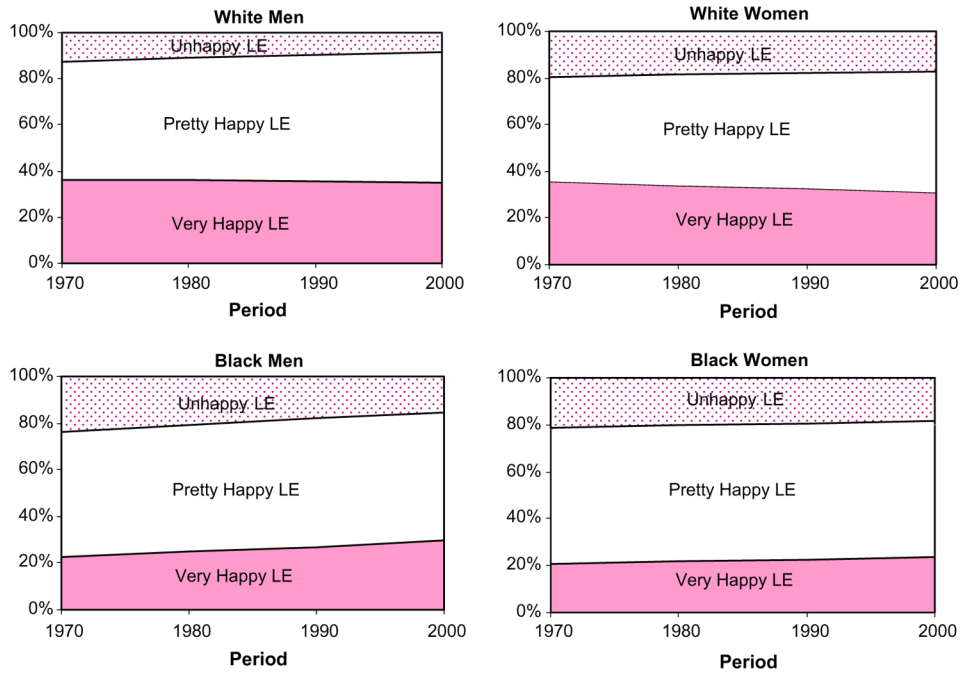 White Men
100%
80%
60%
40%
20%
0%
Unhappy LE
Pretty Happy LE
Very Happy LE
1970 1980 1990 2000
Period
White Women
100%
80%
60%
40%
20%
0%
Unhappy LE
Pretty Happy LE
Very Happy LE
1970 1980 1990 2000
Period
Black Men
100%
80%
60%
40%
20%
0%
Unhappy LE
Pretty Happy LE
Very Happy LE
1970 1980 1990 2000
Period
Black Women
100%
80%
60%
40%
20%
0%
Unhappy LE
Pretty Happy LE
Very Happy LE
1970 1980 1990 2000
Period